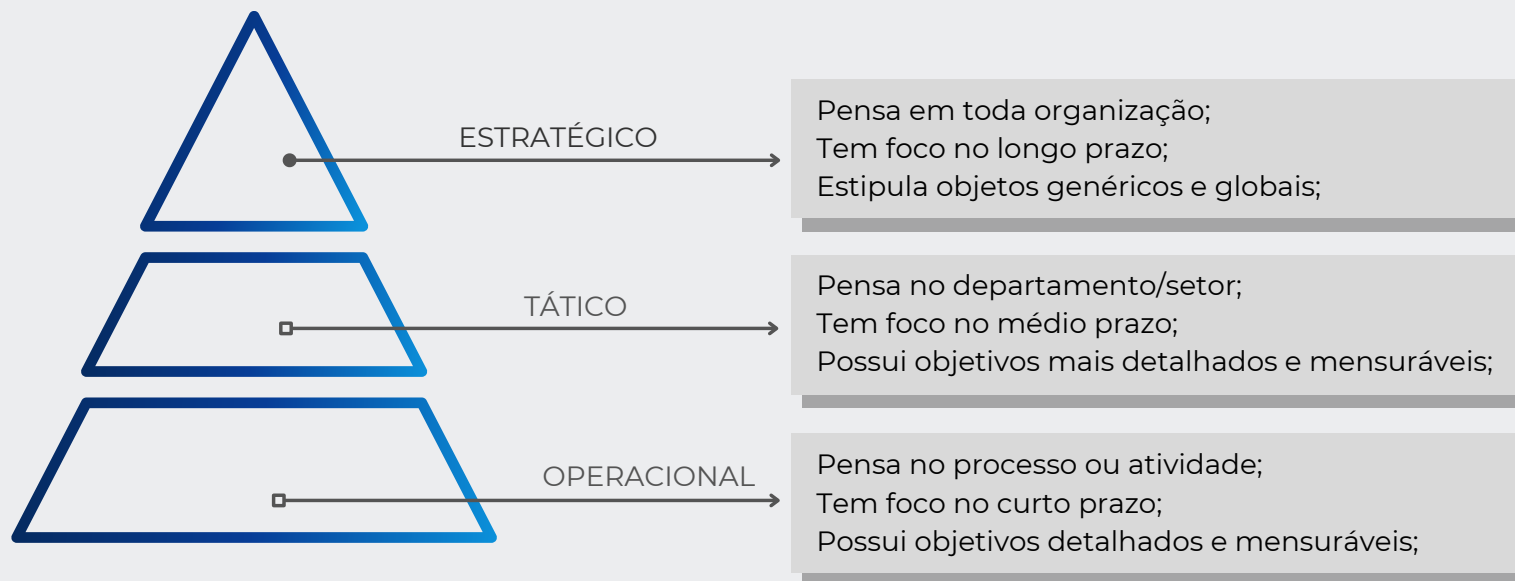 ESTRATÉGICO
Pensa em toda organização;
Tem foco no longo prazo;
Estipula objetos genéricos e globais;
TÁTICO
Pensa no departamento/setor;
Tem foco no médio prazo;
Possui objetivos mais detalhados e mensuráveis;
OPERACIONAL
Pensa no processo ou atividade;
Tem foco no curto prazo;
Possui objetivos detalhados e mensuráveis;